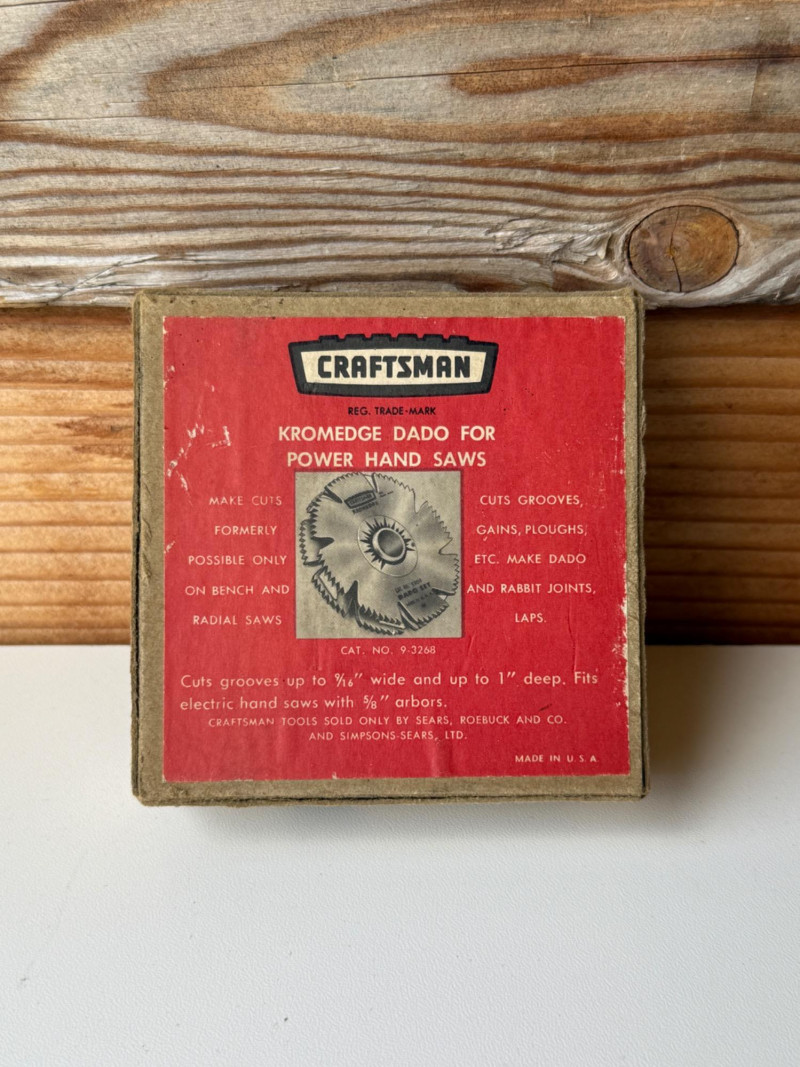 CRAFTSMAN
REG. TRADE-MARK
KROMEDGE DADO FOR
POWER HAND SAWS
MAKE CUTS
FORMERLY
POSSIBLE ONLY
ON BENCH AND
RADIAL SAWS
CUTS GROOVES,
GAINS, PLOUGHS,
ETC. MAKE DADO
AND RABBIT JOINTS,
LAPS.
DADO SET
CAT. NO. 9-3268
Cuts grooves up to 9/16" wide and up to 1" deep. Fits
electric hand saws with 5/8" arbors.
CRAFTSMAN TOOLS SOLD ONLY BY SEARS, ROEBUCK AND CO.
AND SIMPSONS-SEARS, LTD.
MADE IN U. S. A.